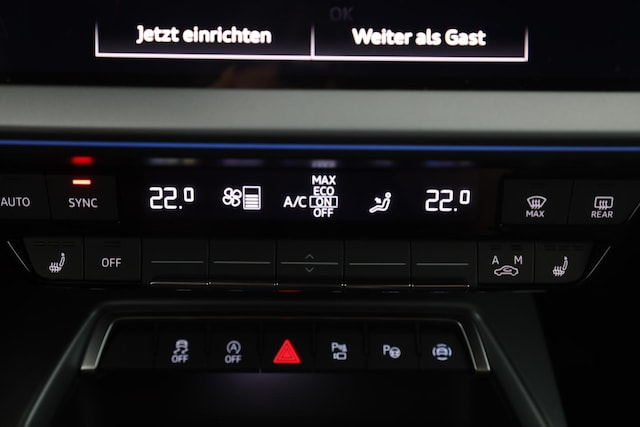 OK
Jetzt einrichten Weiter als Gast
MAX
ECO
AUTO SYNC 22.0 A/C ON 22.0 MAX REAR
OFF
OFF A M
OFF OFF P P